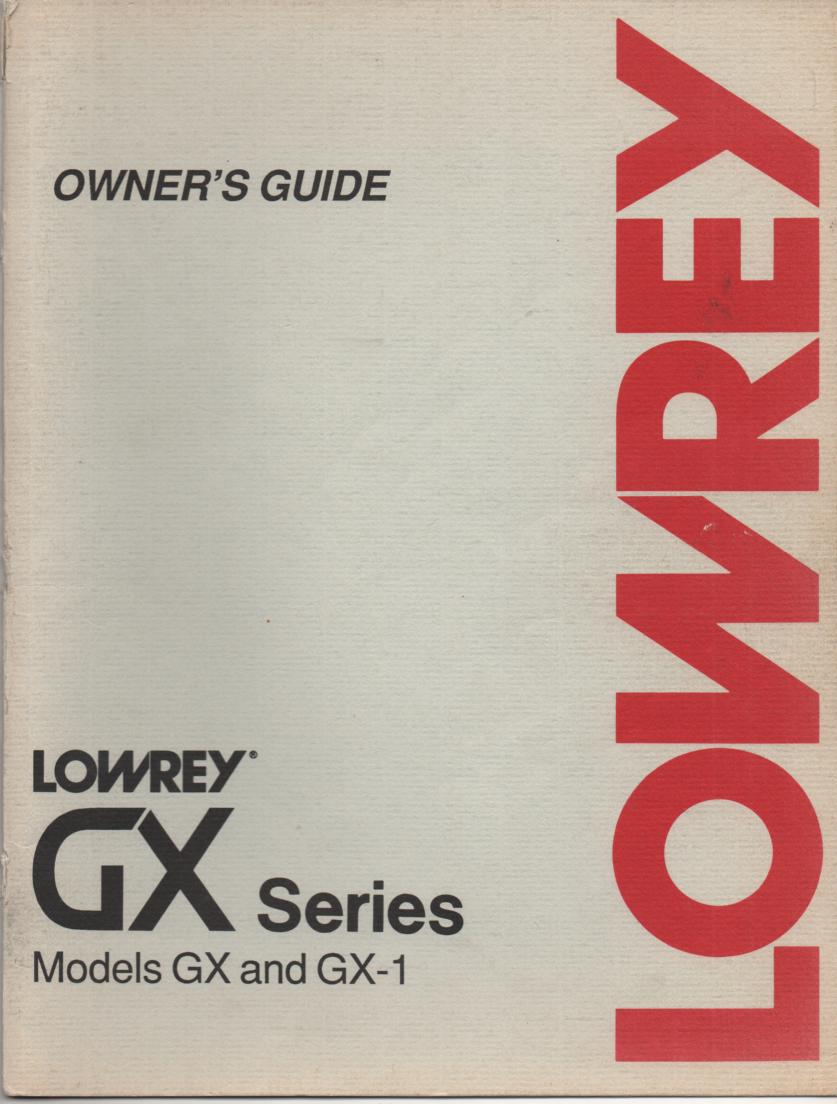 OWNER'S GUIDE
LOWREY
LOWREY®
GX Series
Models GX and GX-1